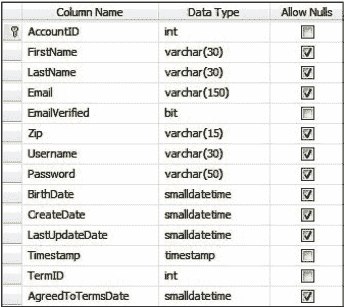 Column Name Data Type Allow Nulls
AccountID int
FirstName varchar(30)
LastName varchar(30)
Email varchar(150)
EmailVerified bit
Zip varchar(15)
Username varchar(30)
Password varchar(50)
BirthDate smalldatetime
CreateDate smalldatetime
LastUpdateDate smalldatetime
Timestamp timestamp
TermID int
AgreedToTermsDate smalldatetime